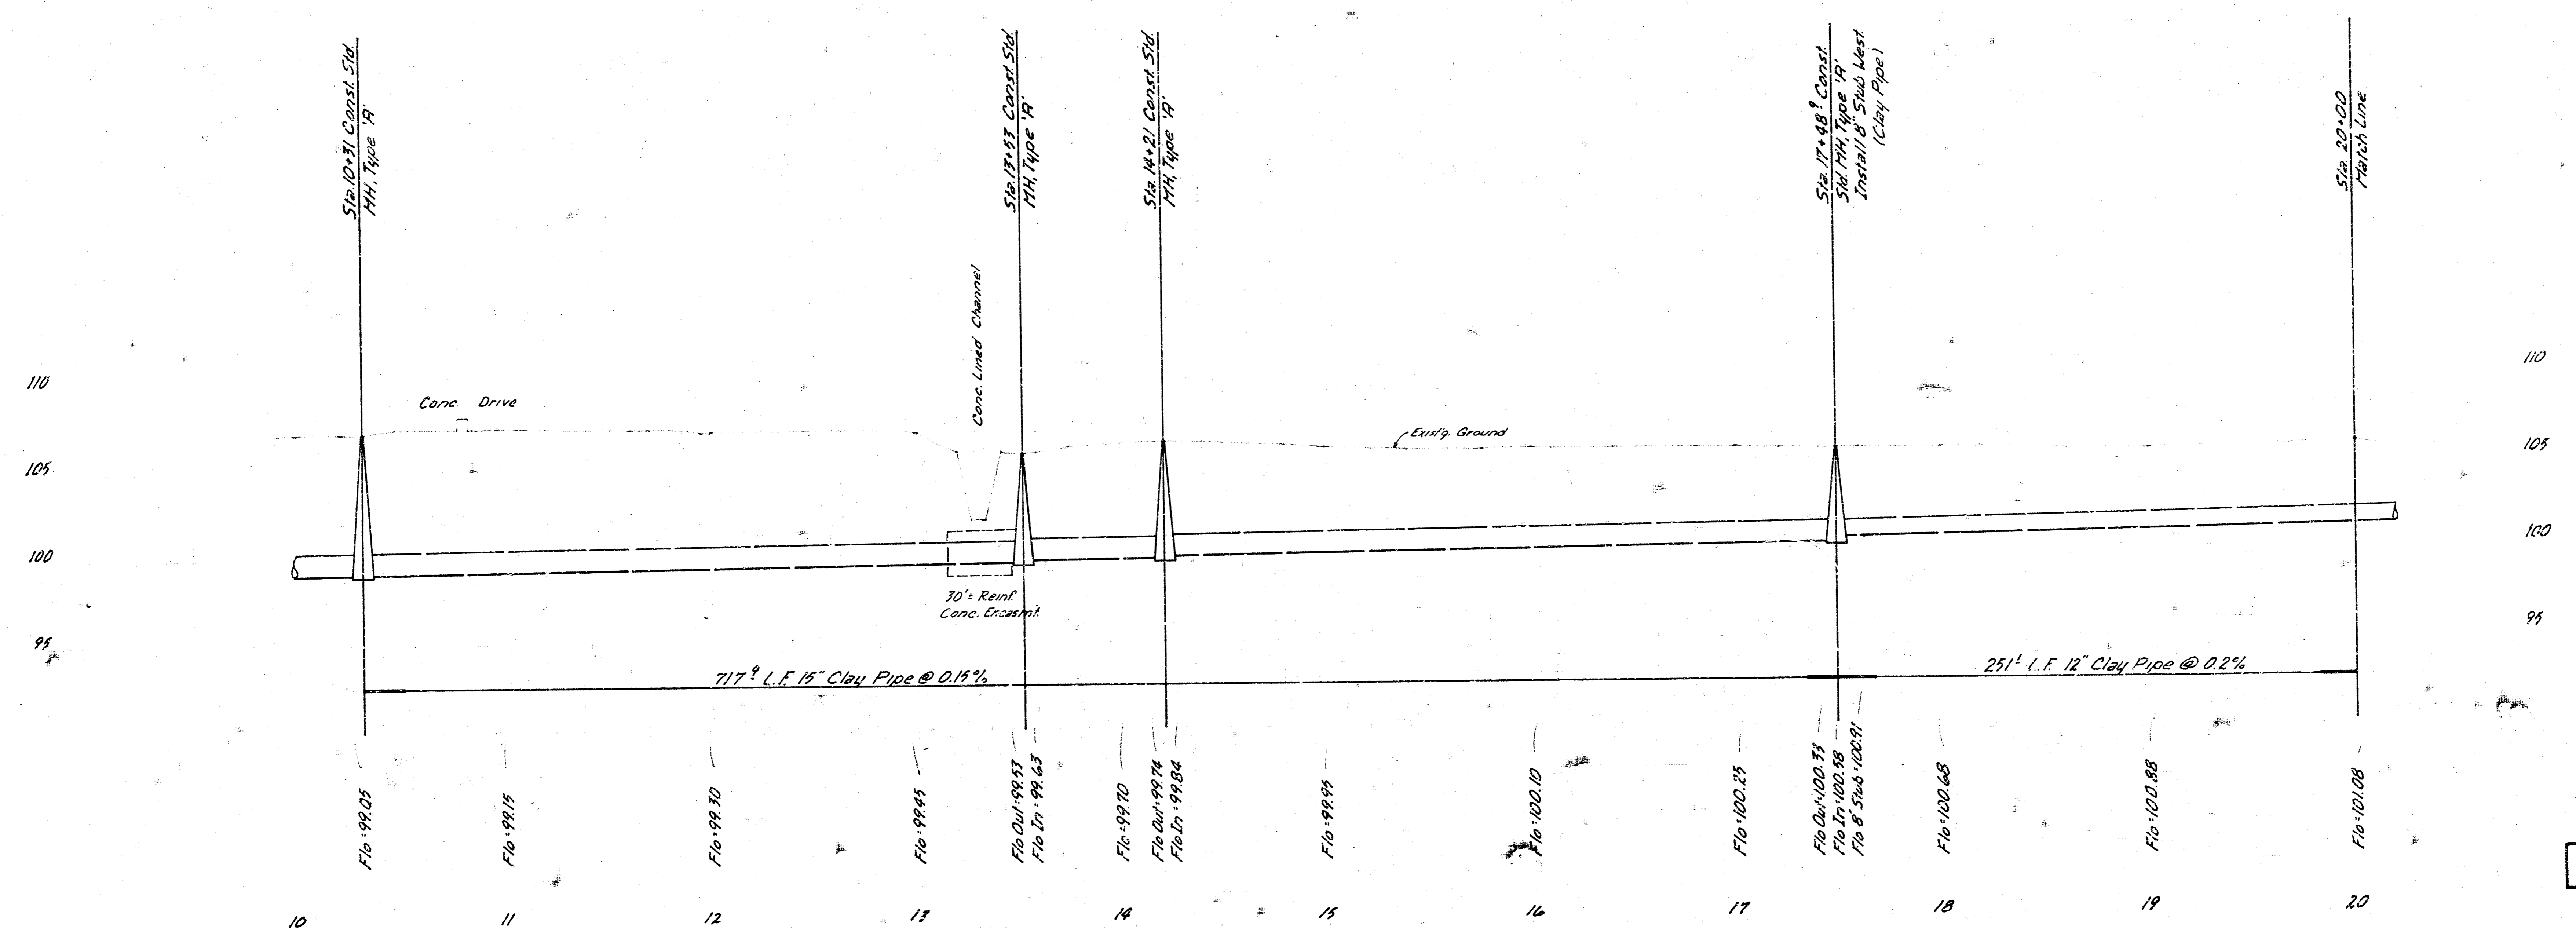 Sta. 10+31 Const. Std.
MH, Type 'A'
Sta. 13+53 Const. Std.
MH, Type 'A'
Sta. 14+21 Const. Std.
MH, Type 'A'
Sta. 17+48⁹ Const.
Std. MH, Type 'A'
Install 8" Stub West.
(Clay Pipe)
Sta. 20+00
Match Line
Conc. Lined Channel
110
110
Conc. Drive
Exist'g. Ground
105
105
100
100
30'± Reinf.
Conc. Encasm't.
95
95
717⁹ L.F. 15" Clay Pipe @ 0.15%
251¹ L.F. 12" Clay Pipe @ 0.2%
Flo=99.05
Flo=99.15
Flo=99.30
Flo=99.45
Flo Out=99.53
Flo In=99.63
Flo=99.70
Flo Out=99.74
Flo In=99.84
Flo=99.95
Flo=100.10
Flo=100.25
Flo Out=100.33
Flo In=100.58
Flo 8" Stub=100.91
Flo=100.68
Flo=100.88
Flo=101.08
10 11 12 13 14 15 16 17 18 19 20